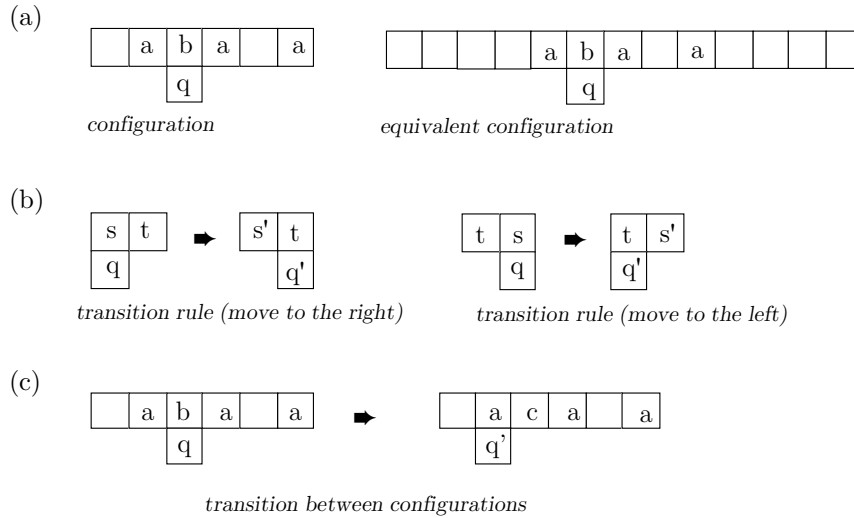 (a)
a b a a
q
configuration
a b a a
q
equivalent configuration
(b)
s t
q
s' t
q'
transition rule (move to the right)
t s
q
t s'
q'
transition rule (move to the left)
(c)
a b a a
q
a c a a
q'
transition between configurations